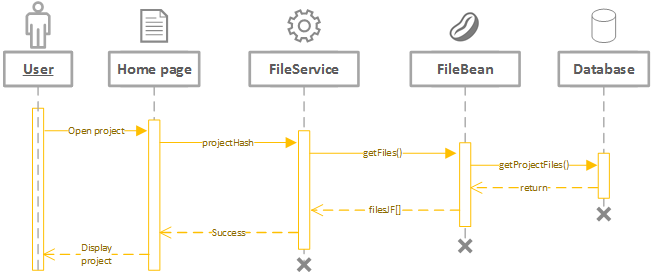 User
Home page
FileService
FileBean
Database
Open project
projectHash
getFiles()
getProjectFiles()
return
filesJF[]
Success
Display
project